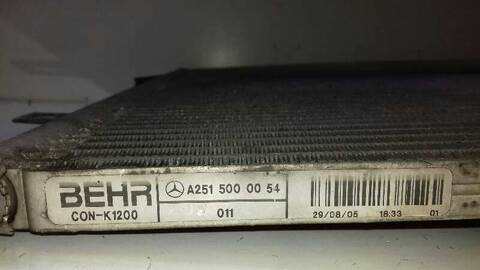 BEHR
CON-K1200
A251 500 00 54
011
29/08/05 18:33 01